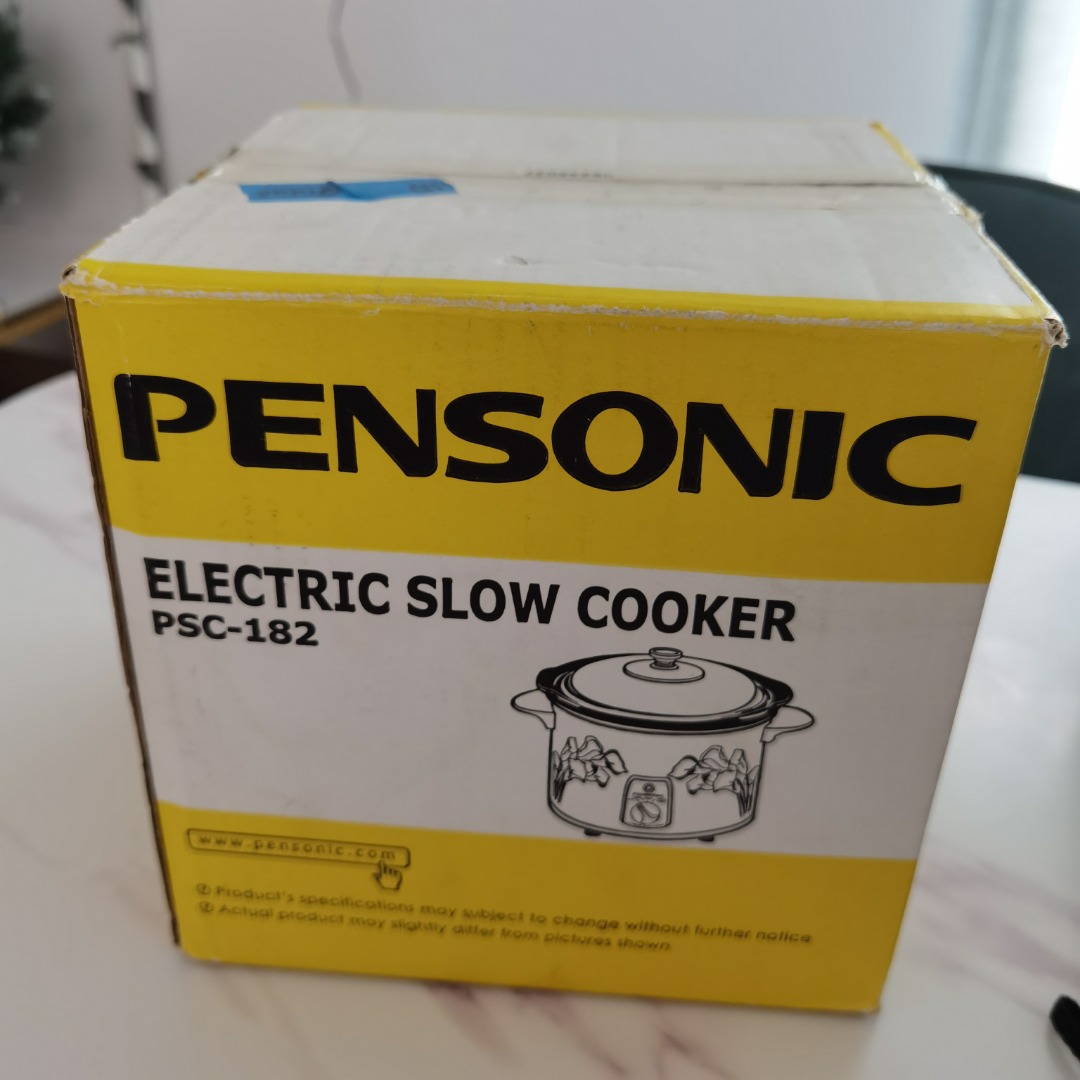 PENSONIC
ELECTRIC SLOW COOKER
PSC-182
www.pensonic.com
Product's specifications may subject to change without further notice
Actual product may slightly differ from pictures shown